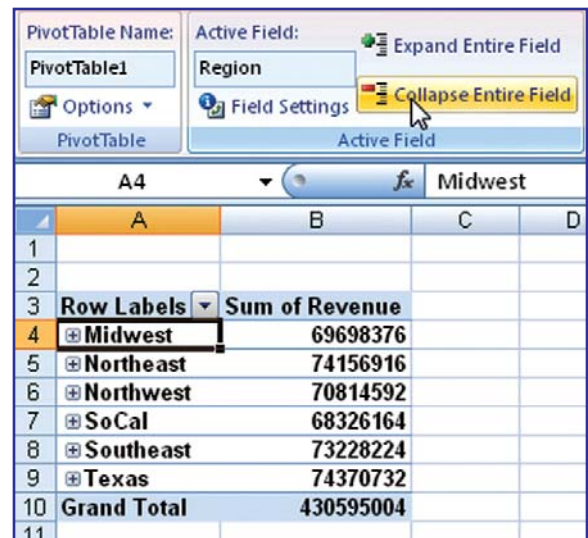 PivotTable Name: Active Field:
PivotTable1 Region
Expand Entire Field
Options Field Settings Collapse Entire Field
PivotTable Active Field
A4 fx Midwest
A B C D
1
2
3 Row Labels Sum of Revenue
4 Midwest 69698376
5 Northeast 74156916
6 Northwest 70814592
7 SoCal 68326164
8 Southeast 73228224
9 Texas 74370732
10 Grand Total 430595004
11